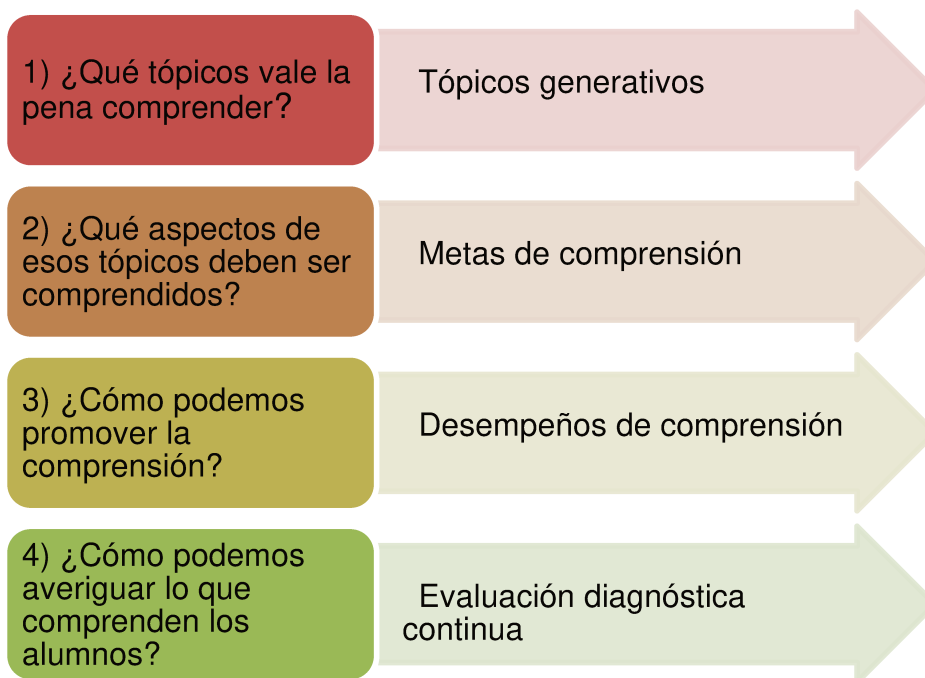 1) ¿Qué tópicos vale la
pena comprender?
Tópicos generativos
2) ¿Qué aspectos de
esos tópicos deben ser
comprendidos?
Metas de comprensión
3) ¿Cómo podemos
promover la
comprensión?
Desempeños de comprensión
4) ¿Cómo podemos
averiguar lo que
comprenden los
alumnos?
Evaluación diagnóstica
continua